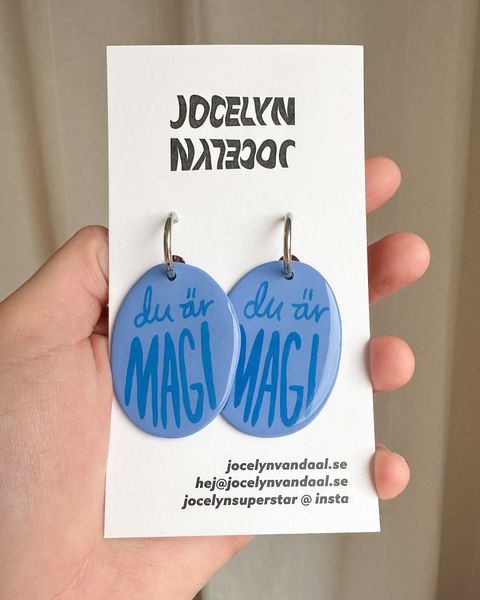 JOCELYN
JOCELYN
du är
MAGI
du är
MAGI
jocelynvandaal.se
hej@jocelynvandaal.se
jocelynsuperstar @ insta